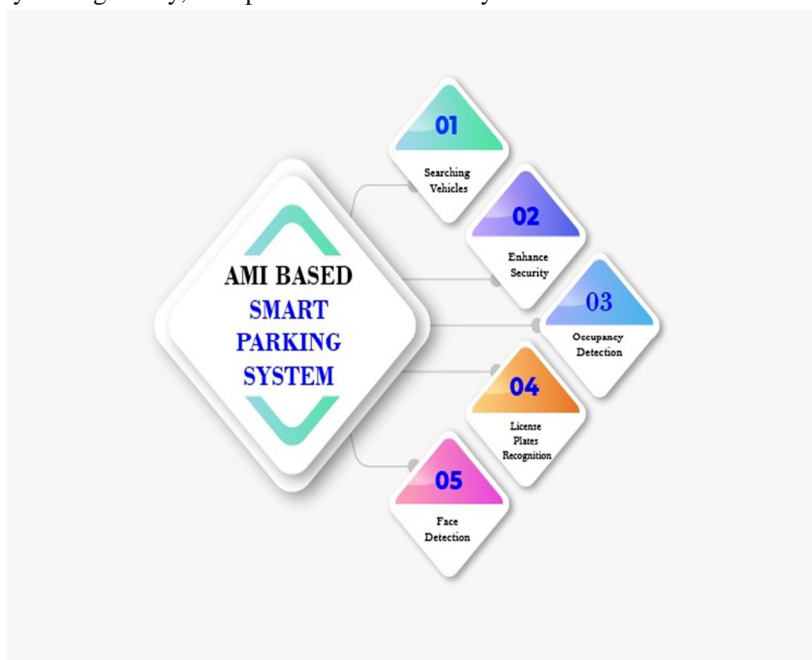 AMI BASED
SMART
PARKING
SYSTEM
01
Searching
Vehicles
02
Enhance
Security
03
Occupancy
Detection
04
License
Plates
Recognition
05
Face
Detection